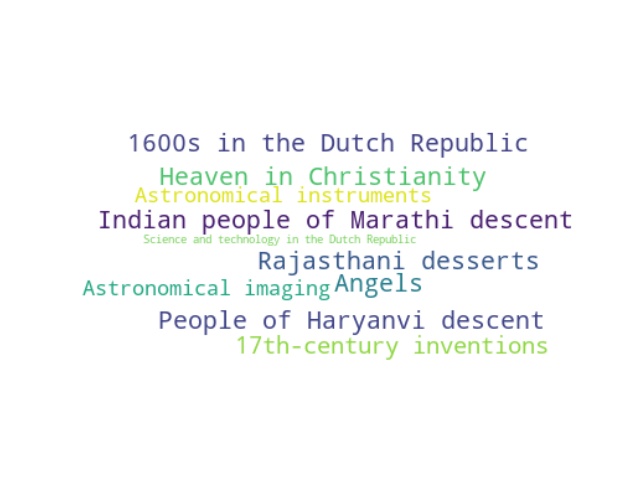 1600s in the Dutch Republic
Heaven in Christianity
Astronomical instruments
Indian people of Marathi descent
Science and technology in the Dutch Republic
Rajasthani desserts
Astronomical imaging Angels
People of Haryanvi descent
17th-century inventions